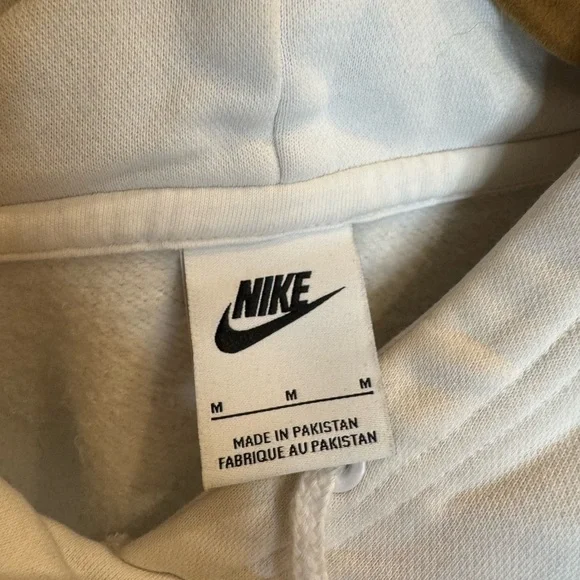 NIKE
M M M
MADE IN PAKISTAN
FABRIQUE AU PAKISTAN